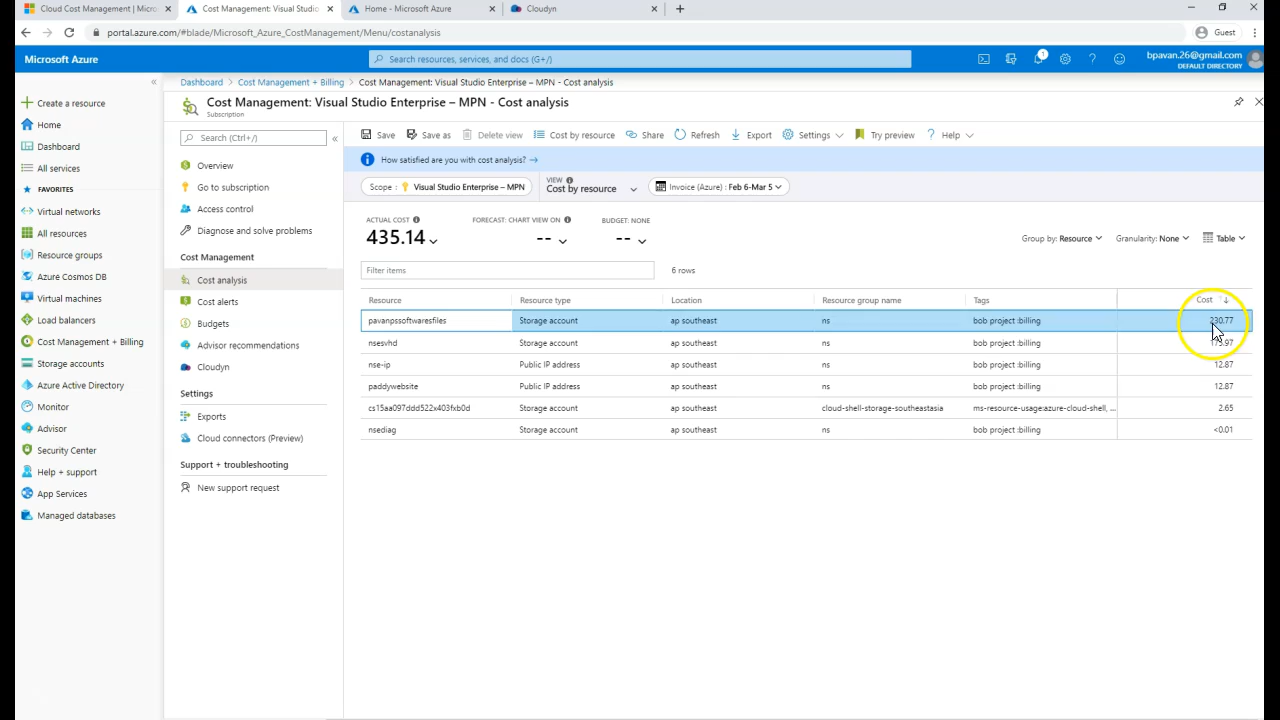 Cloud Cost Management | Micro
Cost Management: Visual Studio
Home - Microsoft Azure
Cloudyn
portal.azure.com/#blade/Microsoft_Azure_CostManagement/Menu/costanalysis
Guest
Microsoft Azure
Search resources, services, and docs (G+/)
1
bpavan.26@gmail.com
DEFAULT DIRECTORY
Create a resource
Home
Dashboard
All services
FAVORITES
Virtual networks
All resources
Resource groups
Azure Cosmos DB
Virtual machines
Load balancers
Cost Management + Billing
Storage accounts
Azure Active Directory
Monitor
Advisor
Security Center
Help + support
App Services
Managed databases
Dashboard > Cost Management + Billing > Cost Management: Visual Studio Enterprise – MPN - Cost analysis
Cost Management: Visual Studio Enterprise – MPN - Cost analysis
Subscription
Search (Ctrl+/)
Overview
Go to subscription
Access control
Diagnose and solve problems
Cost Management
Cost analysis
Cost alerts
Budgets
Advisor recommendations
Cloudyn
Settings
Exports
Cloud connectors (Preview)
Support + troubleshooting
New support request
Save Save as Delete view Cost by resource Share Refresh Export Settings Try preview Help
How satisfied are you with cost analysis? →
Scope : Visual Studio Enterprise – MPN
VIEW
Cost by resource
Invoice (Azure) : Feb 6-Mar 5
ACTUAL COST FORECAST: CHART VIEW ON BUDGET: NONE
435.14 -- --
Group by: Resource Granularity: None Table
Filter items 6 rows
Resource Resource type Location Resource group name Tags Cost
pavanpssoftwaresfiles Storage account ap southeast ns bob project :billing 230.77
nsesvhd Storage account ap southeast ns bob project :billing
nse-ip Public IP address ap southeast ns bob project :billing 12.87
paddywebsite Public IP address ap southeast ns bob project :billing 12.87
cs15aa097ddd522x403fxb0d Storage account ap southeast cloud-shell-storage-southeastasia ms-resource-usage:azure-cloud-shell, ... 2.65
nsediag Storage account ap southeast ns bob project :billing <0.01